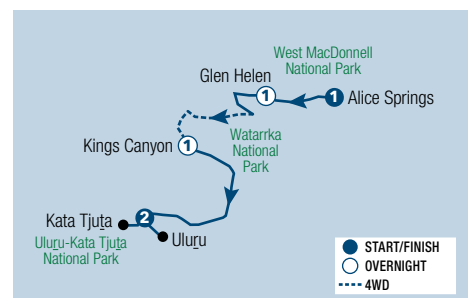 West MacDonnell
National Park
Glen Helen
1
1 Alice Springs
Watarrka
National
Park
Kings Canyon 1
Kata Tjuṯa 2
Uluṟu-Kata Tjuṯa
National Park
Uluṟu
START/FINISH
OVERNIGHT
4WD